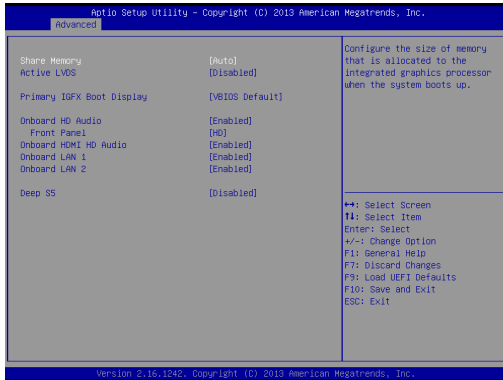 Aptio Setup Utility - Copyright (C) 2013 American Megatrends, Inc.
Advanced
Share Memory [Auto]
Active LVDS [Disabled]
Primary IGFX Boot Display [VBIOS Default]
Onboard HD Audio [Enabled]
Front Panel [HD]
Onboard HDMI HD Audio [Enabled]
Onboard LAN 1 [Enabled]
Onboard LAN 2 [Enabled]
Deep S5 [Disabled]
Configure the size of memory
that is allocated to the
integrated graphics processor
when the system boots up.
↔: Select Screen
↑↓: Select Item
Enter: Select
+/-: Change Option
F1: General Help
F7: Discard Changes
F9: Load UEFI Defaults
F10: Save and Exit
ESC: Exit
Version 2.16.1242. Copyright (C) 2013 American Megatrends, Inc.